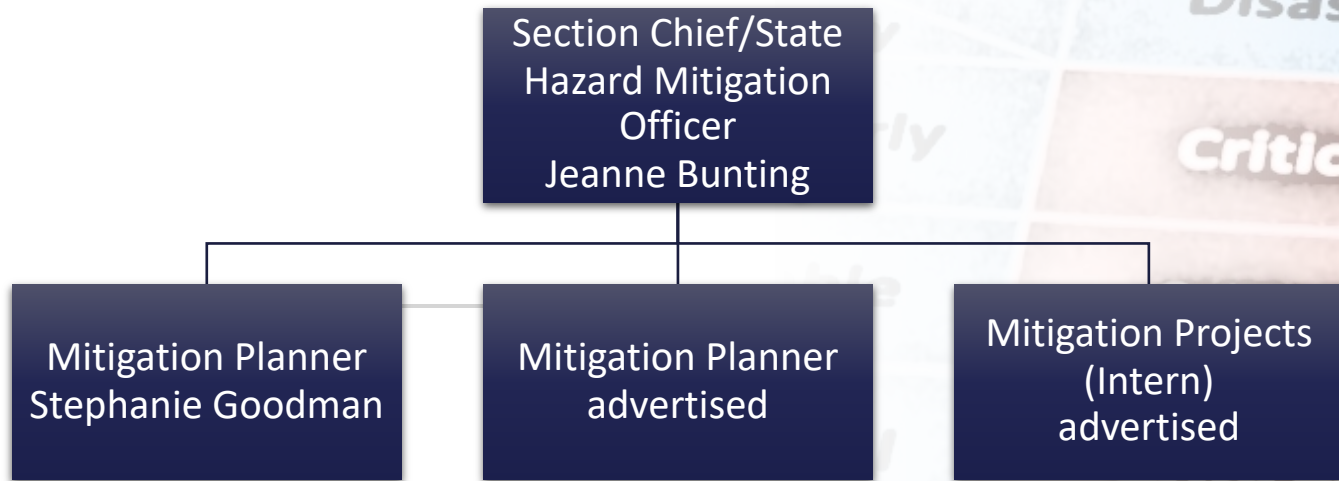 Section Chief/State
Hazard Mitigation
Officer
Jeanne Bunting
Mitigation Planner
Stephanie Goodman
Mitigation Planner
advertised
Mitigation Projects
(Intern)
advertised